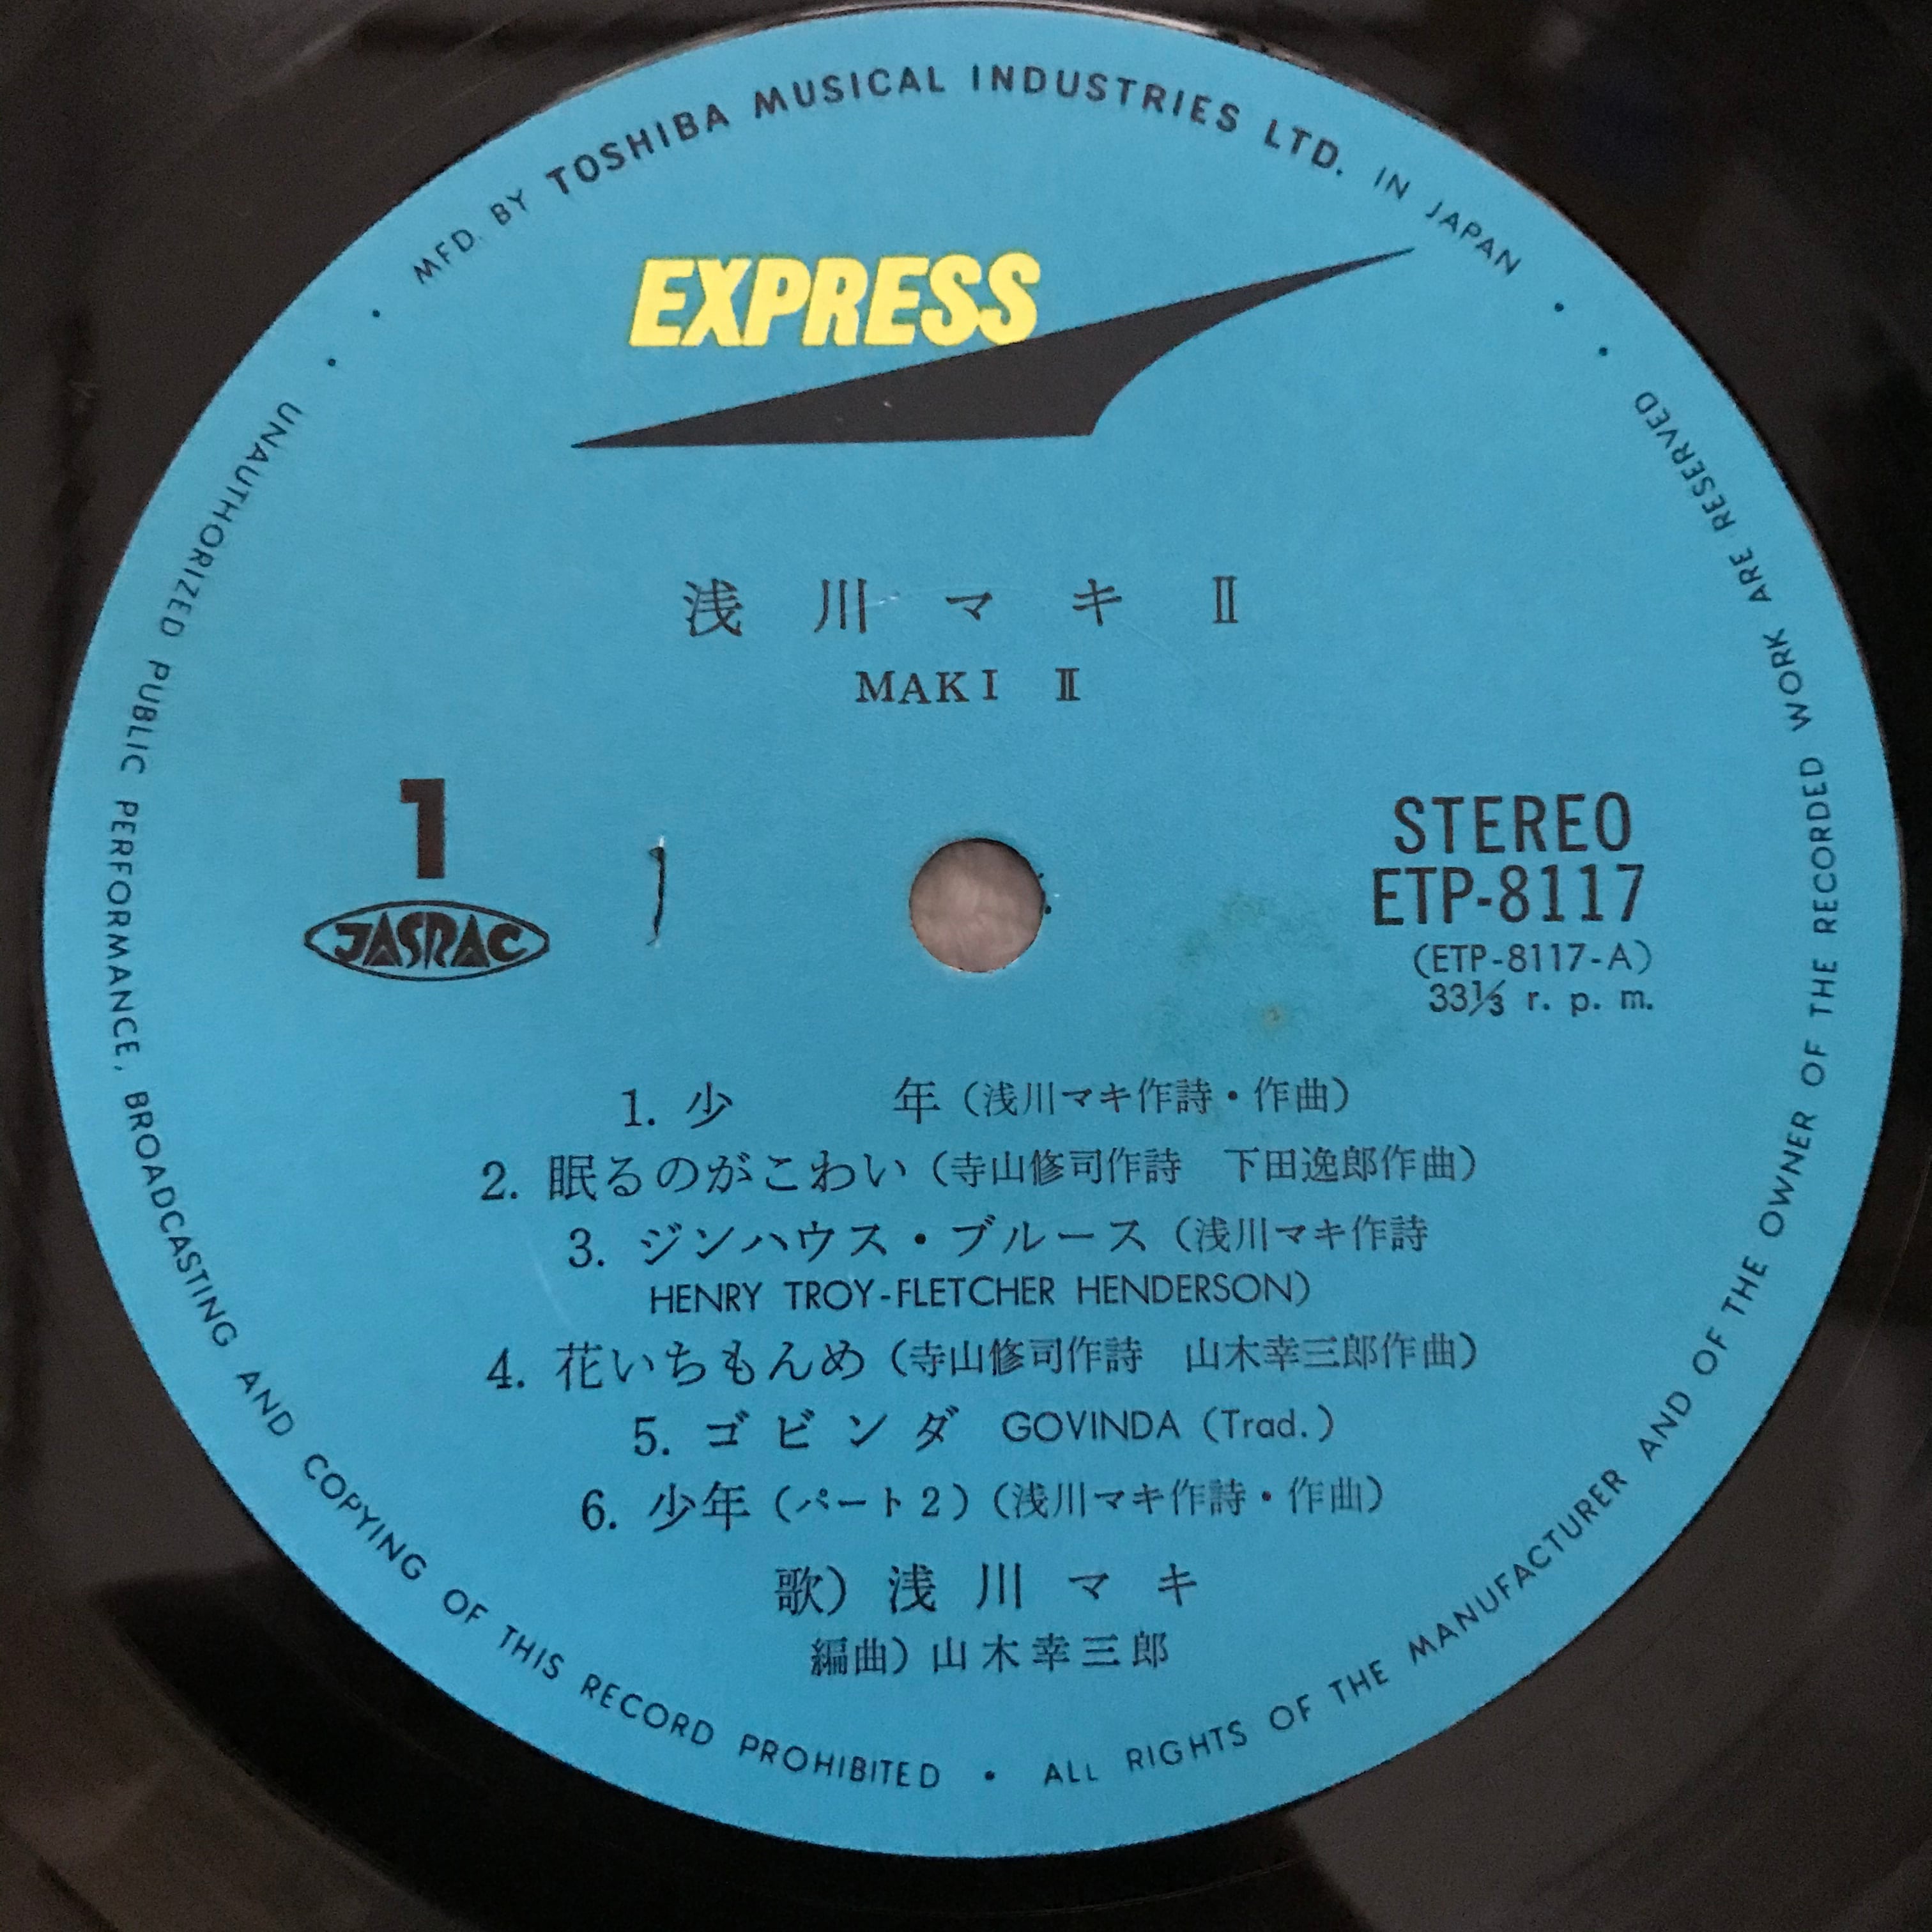 MFD. BY TOSHIBA MUSICAL INDUSTRIES LTD. IN JAPAN
EXPRESS
浅川マキ Ⅱ
MAKI Ⅱ
1
JASRAC
STEREO
ETP-8117
(ETP-8117-A)
33⅓ r. p. m.
1. 少年(浅川マキ作詩・作曲)
2. 眠るのがこわい(寺山修司作詩 下田逸郎作曲)
3. ジンハウス・ブルース(浅川マキ作詩
HENRY TROY-FLETCHER HENDERSON)
4. 花いちもんめ(寺山修司作詩 山木幸三郎作曲)
5. ゴビンダ GOVINDA (Trad.)
6. 少年(パート2)(浅川マキ作詩・作曲)
歌)浅川マキ
編曲)山木幸三郎
UNAUTHORIZED PUBLIC PERFORMANCE, BROADCASTING AND COPYING OF THIS RECORD PROHIBITED • ALL RIGHTS OF THE MANUFACTURER AND OF THE OWNER OF THE RECORDED WORK ARE RESERVED